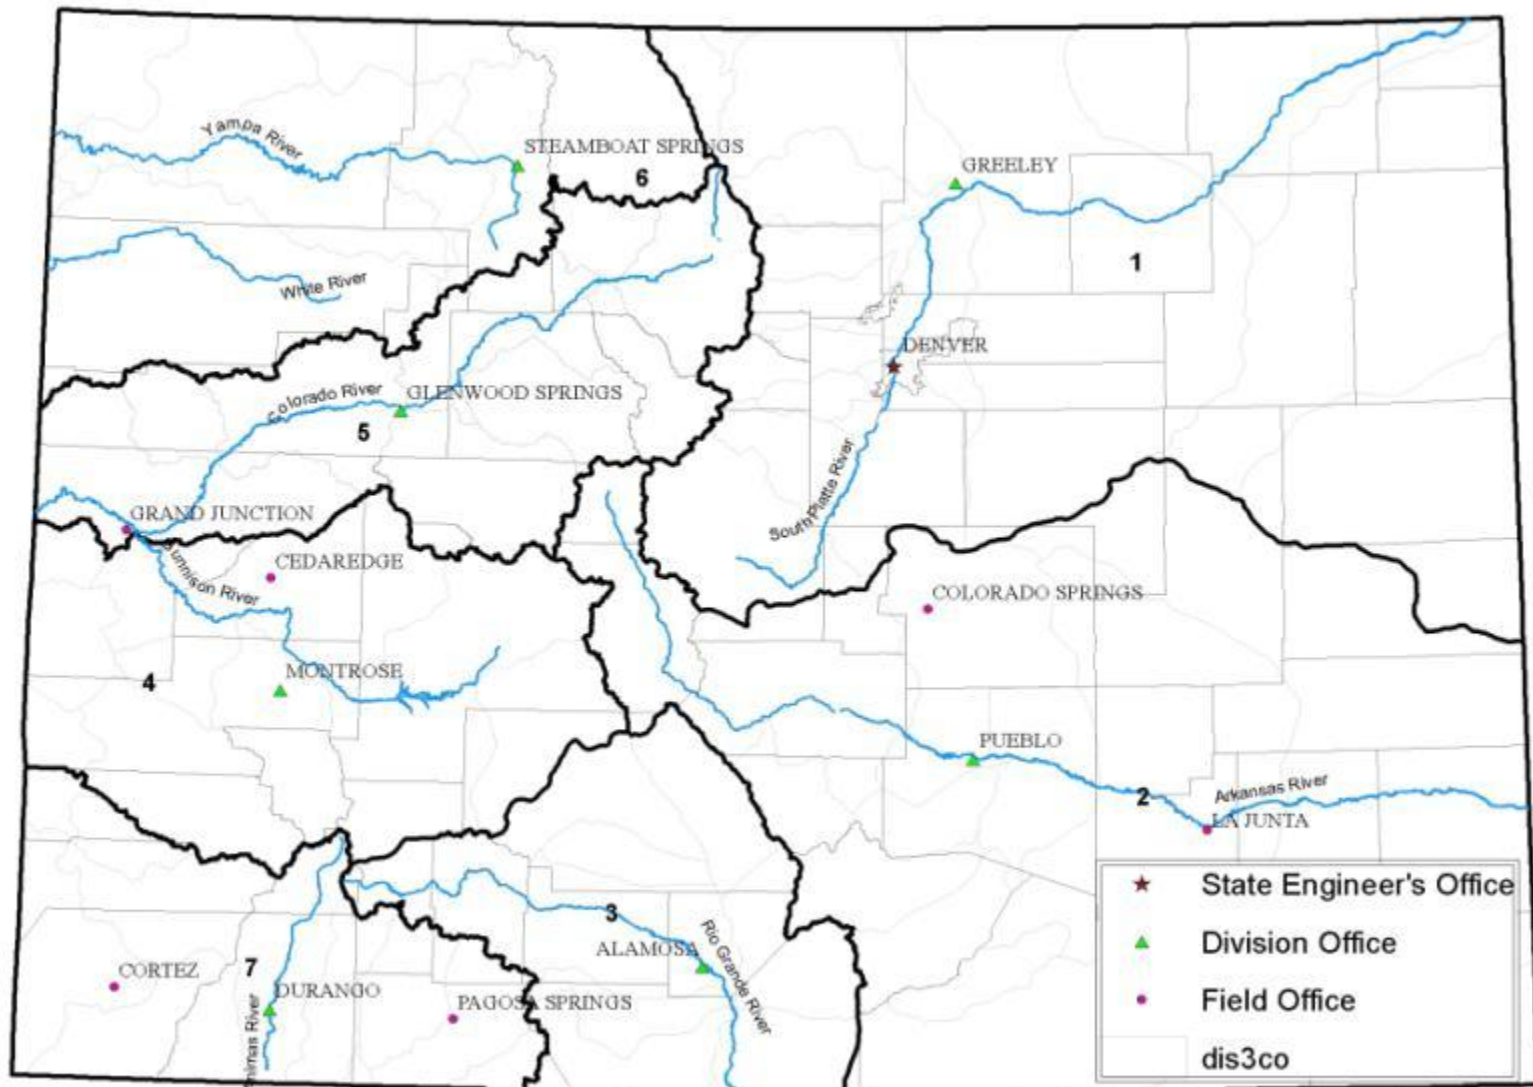 Yampa River
STEAMBOAT SPRINGS
6
GREELEY
1
White River
DENVER
Colorado River
GLENWOOD SPRINGS
5
South Platte River
GRAND JUNCTION
CEDAREDGE
Gunnison River
COLORADO SPRINGS
4
MONTROSE
PUEBLO
2
Arkansas River
LA JUNTA
State Engineer's Office
3
ALAMOSA
Rio Grande River
Division Office
7
CORTEZ
DURANGO
PAGOSA SPRINGS
Field Office
nimas River
dis3co